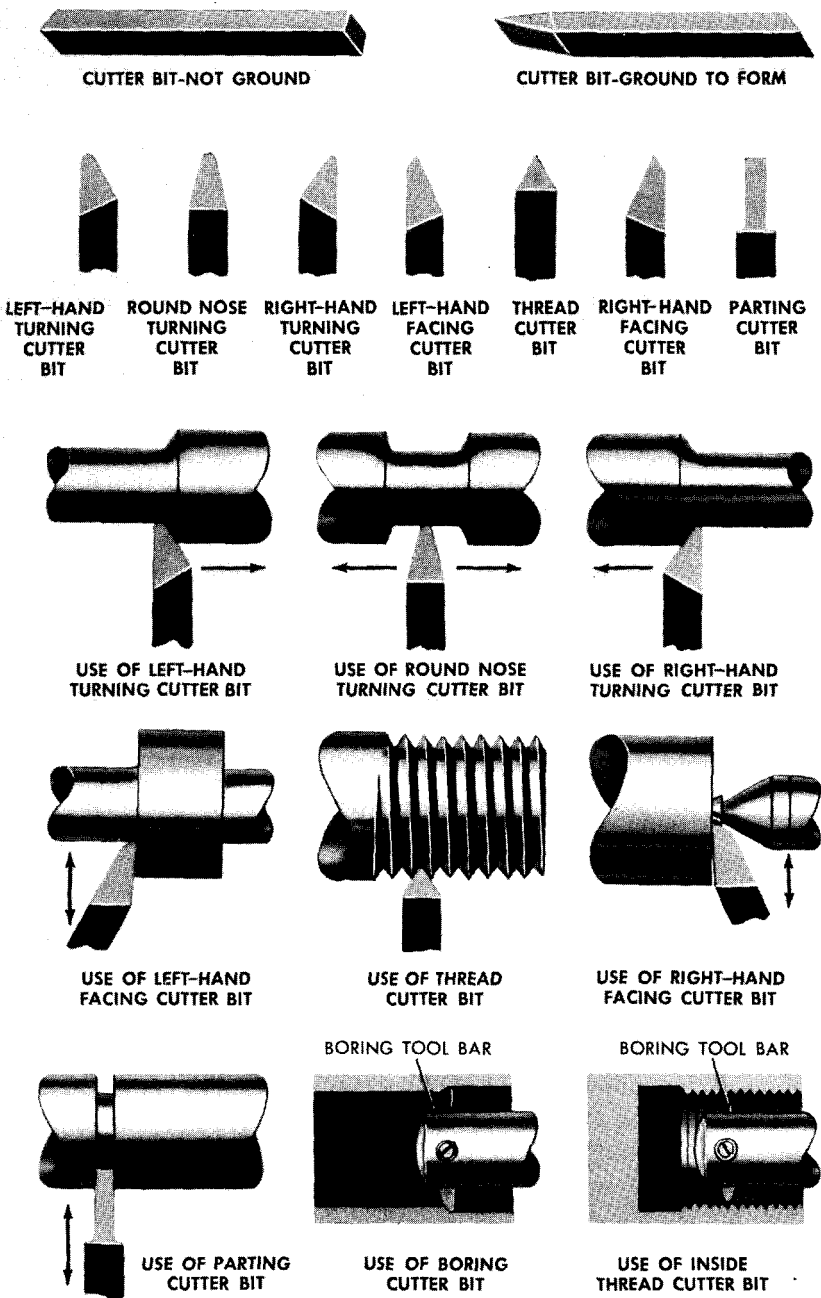 CUTTER BIT-NOT GROUND
CUTTER BIT-GROUND TO FORM
LEFT-HAND
TURNING
CUTTER
BIT
ROUND NOSE
TURNING
CUTTER
BIT
RIGHT-HAND
TURNING
CUTTER
BIT
LEFT-HAND
FACING
CUTTER
BIT
THREAD
CUTTER
BIT
RIGHT-HAND
FACING
CUTTER
BIT
PARTING
CUTTER
BIT
USE OF LEFT-HAND
TURNING CUTTER BIT
USE OF ROUND NOSE
TURNING CUTTER BIT
USE OF RIGHT-HAND
TURNING CUTTER BIT
USE OF LEFT-HAND
FACING CUTTER BIT
USE OF THREAD
CUTTER BIT
USE OF RIGHT-HAND
FACING CUTTER BIT
BORING TOOL BAR
BORING TOOL BAR
USE OF PARTING
CUTTER BIT
USE OF BORING
CUTTER BIT
USE OF INSIDE
THREAD CUTTER BIT